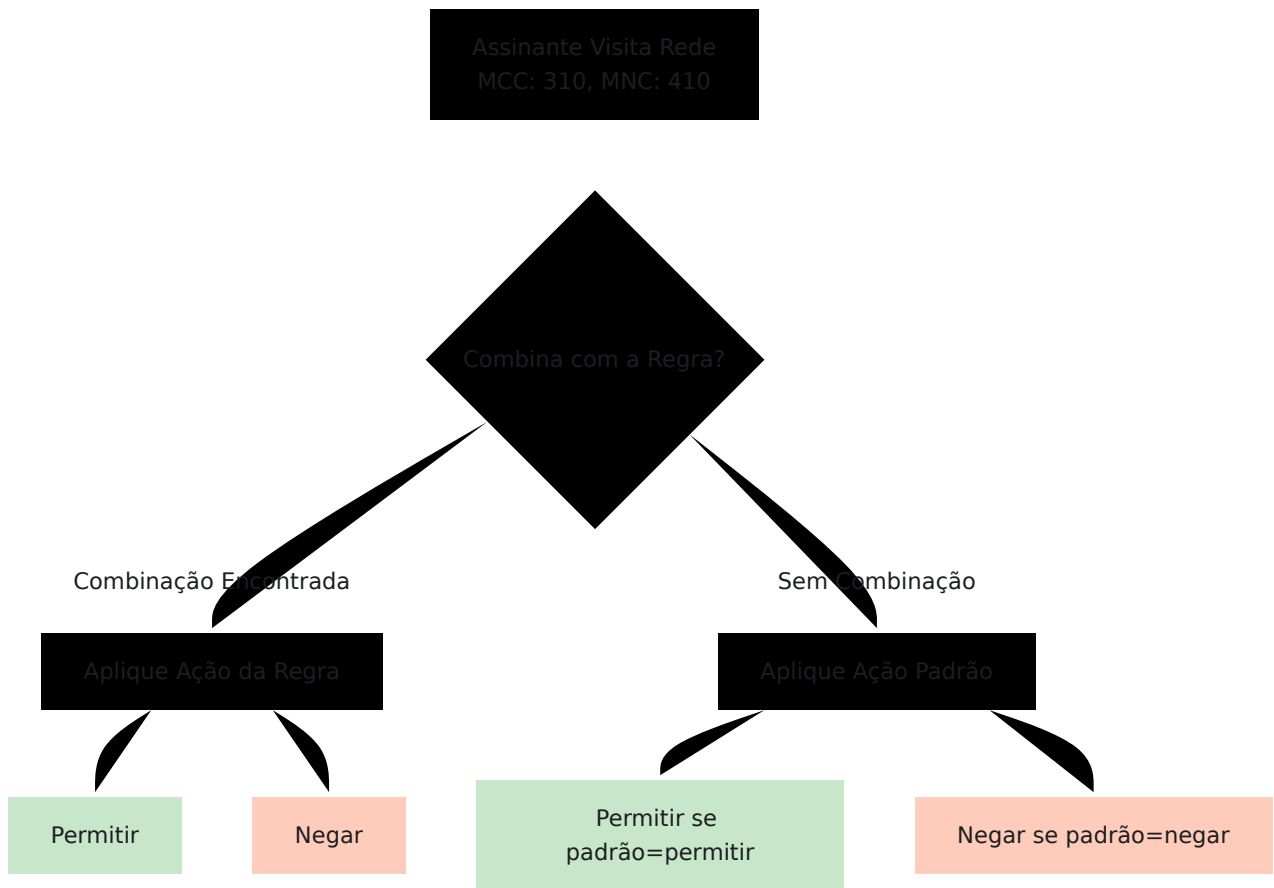 Assinante Visita Rede
MCC: 310, MNC: 410
Combina com a Regra?
Combinação Encontrada
Sem Combinação
Aplique Ação da Regra
Aplique Ação Padrão
Permitir
Negar
Permitir se
padrão=permitir
Negar se padrão=negar